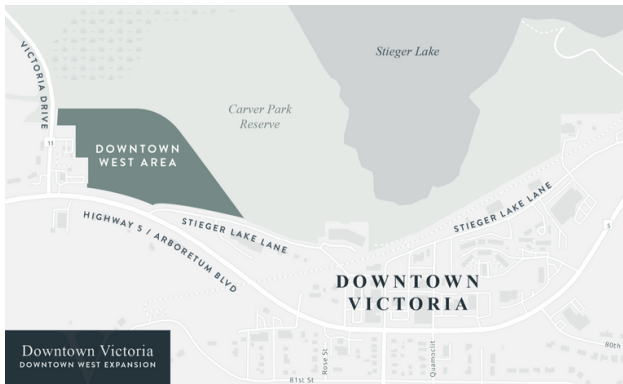 Stieger Lake
VICTORIA DRIVE
Carver Park
Reserve
11
DOWNTOWN
WEST AREA
STIEGER LAKE LANE
HIGHWAY 5 / ARBORETUM BLVD
STIEGER LAKE LANE
5
DOWNTOWN
VICTORIA
80th
Rose St
Quamoclit
81st St
Downtown Victoria
DOWNTOWN WEST EXPANSION